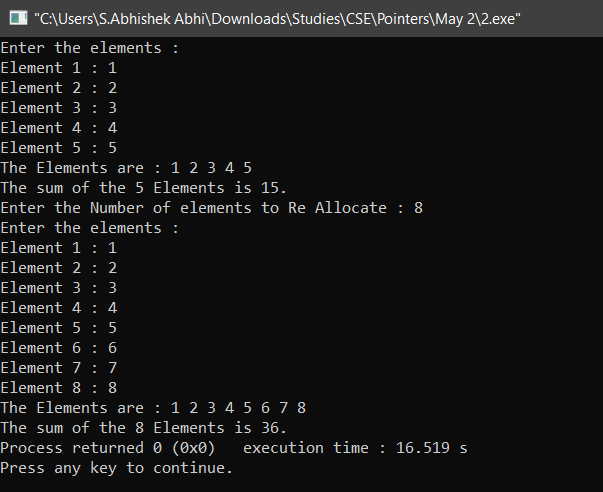 "C:\Users\S.Abhishek Abhi\Downloads\Studies\CSE\Pointers\May 2\2.exe"
Enter the elements :
Element 1 : 1
Element 2 : 2
Element 3 : 3
Element 4 : 4
Element 5 : 5
The Elements are : 1 2 3 4 5
The sum of the 5 Elements is 15.
Enter the Number of elements to Re Allocate : 8
Enter the elements :
Element 1 : 1
Element 2 : 2
Element 3 : 3
Element 4 : 4
Element 5 : 5
Element 6 : 6
Element 7 : 7
Element 8 : 8
The Elements are : 1 2 3 4 5 6 7 8
The sum of the 8 Elements is 36.
Process returned 0 (0x0)   execution time : 16.519 s
Press any key to continue.